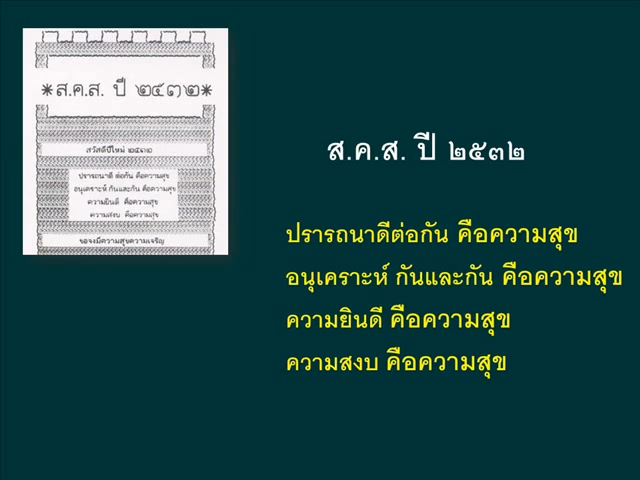 *ส.ค.ส. ปี ๒๕๓๒*
สวัสดีปีใหม่ ๒๕๓๒
ปรารถนาดี ต่อกัน คือความสุข
อนุเคราะห์ กันและกัน คือความสุข
ความยินดี คือความสุข
ความสงบ คือความสุข
ขอจงมีความสุขความเจริญ
ส.ค.ส. ปี ๒๕๓๒
ปรารถนาดีต่อกัน คือความสุข
อนุเคราะห์ กันและกัน คือความสุข
ความยินดี คือความสุข
ความสงบ คือความสุข